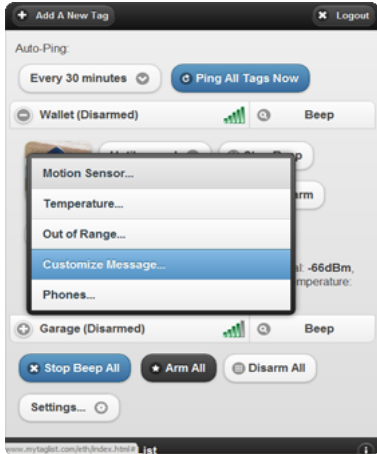 Add A New Tag
Logout
Auto-Ping:
Every 30 minutes
Ping All Tags Now
Wallet (Disarmed)
Beep
Motion Sensor...
Temperature...
Out of Range...
Customize Message...
-66dBm,
Phones...
Garage (Disarmed)
Beep
Stop Beep All
Arm All
Disarm All
Settings...
www.mytaglist.com/eth/index.html#